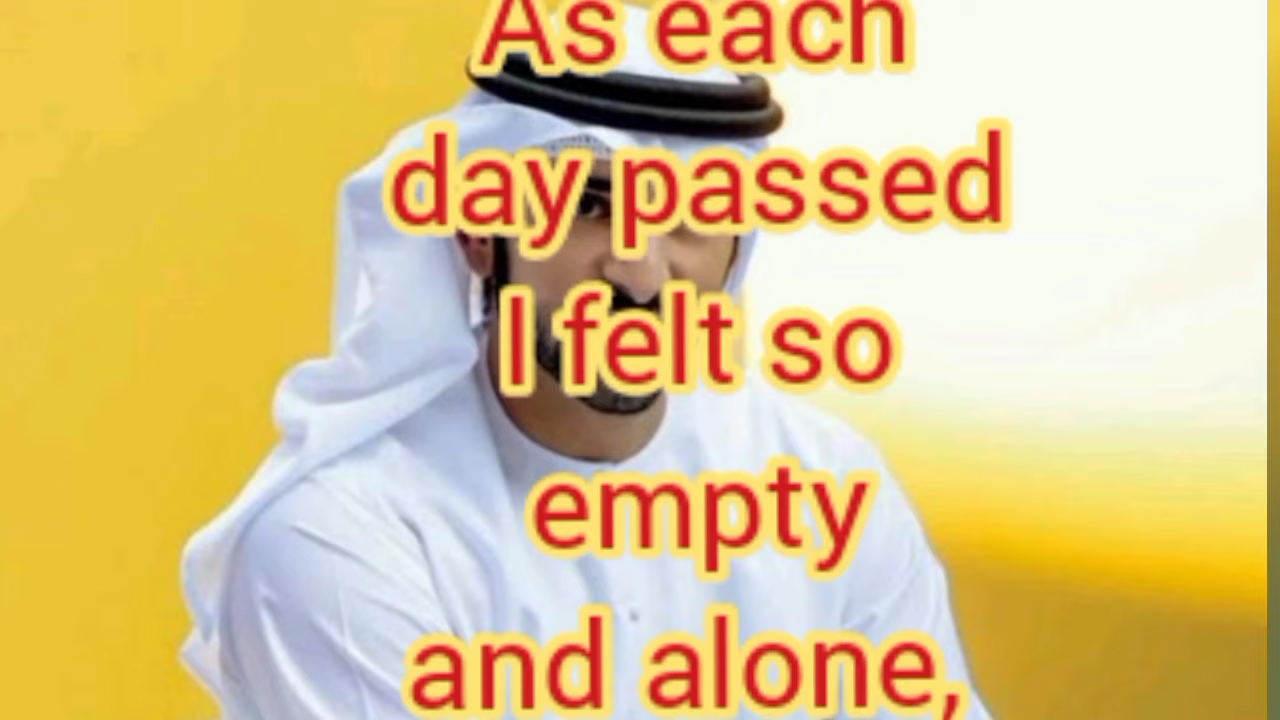 As each
day passed
I felt so
empty
and alone,